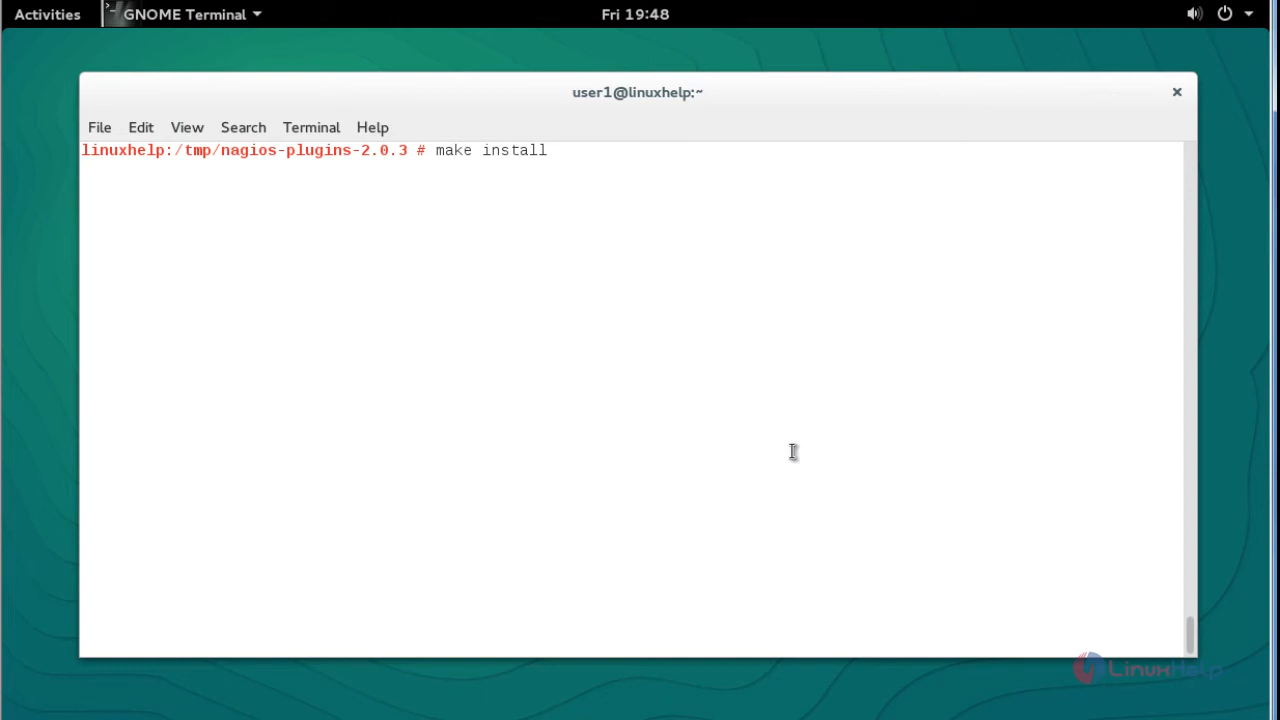 Activities GNOME Terminal Fri 19:48
user1@linuxhelp:~
File Edit View Search Terminal Help
linuxhelp:/tmp/nagios-plugins-2.0.3 # make install
LinuxHelp